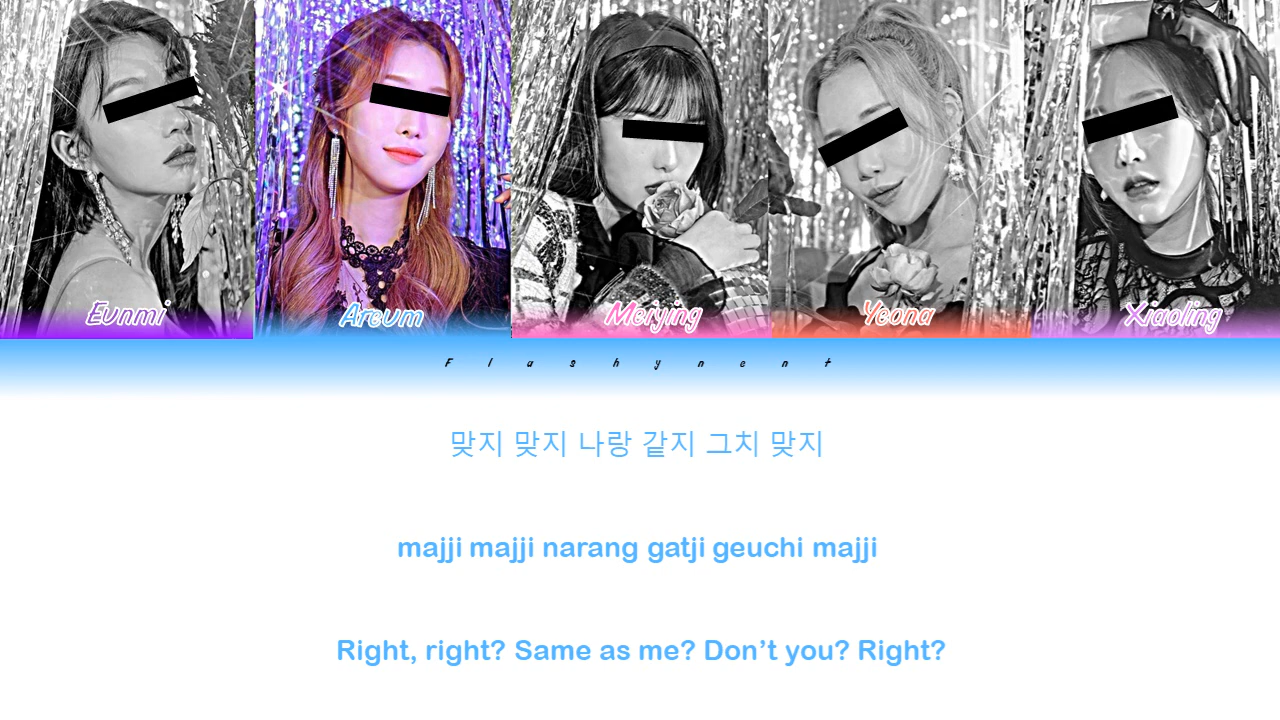 Eunmi Areum Meiying Yeona Xiaoling
Flashynent
맞지 맞지 나랑 같지 그치 맞지
majji majji narang gatji geuchi majji
Right, right? Same as me? Don’t you? Right?